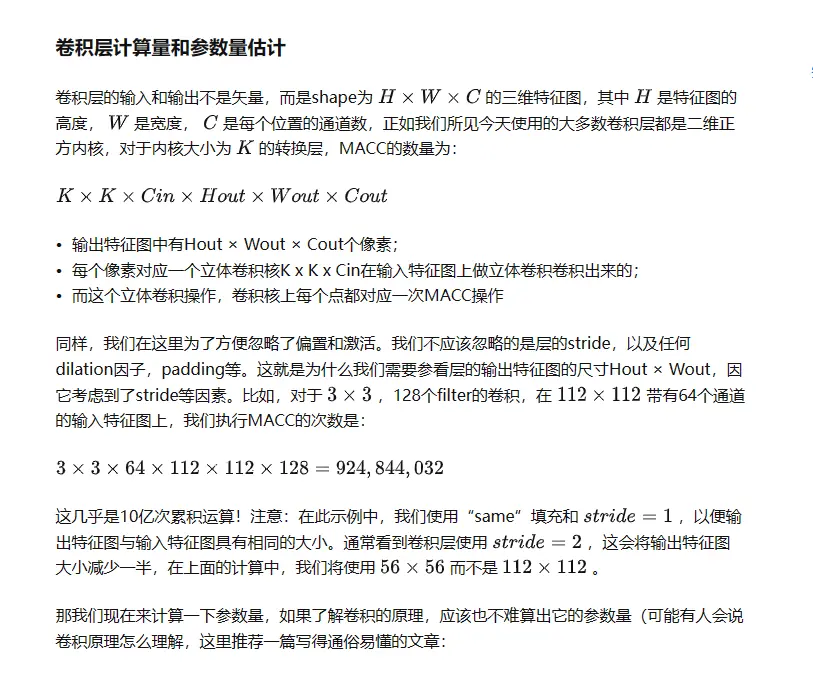 卷积层计算量和参数量估计
卷积层的输入和输出不是矢量，而是shape为 H × W × C 的三维特征图，其中 H 是特征图的
高度， W 是宽度， C 是每个位置的通道数，正如我们所见今天使用的大多数卷积层都是二维正
方内核，对于内核大小为 K 的转换层，MACC的数量为：
K × K × Cin × Hout × Wout × Cout
• 输出特征图中有Hout × Wout × Cout个像素；
• 每个像素对应一个立体卷积核K x K x Cin在输入特征图上做立体卷积卷积出来的；
• 而这个立体卷积操作，卷积核上每个点都对应一次MACC操作
同样，我们在这里为了方便忽略了偏置和激活。我们不应该忽略的是层的stride，以及任何
dilation因子，padding等。这就是为什么我们需要参看层的输出特征图的尺寸Hout × Wout，因
它考虑到了stride等因素。比如，对于 3 × 3 ，128个filter的卷积，在 112 × 112 带有64个通道
的输入特征图上，我们执行MACC的次数是：
3 × 3 × 64 × 112 × 112 × 128 = 924, 844, 032
这几乎是10亿次累积运算！注意：在此示例中，我们使用“same”填充和 stride = 1 ，以便输
出特征图与输入特征图具有相同的大小。通常看到卷积层使用 stride = 2 ，这会将输出特征图
大小减少一半，在上面的计算中，我们将使用 56 × 56 而不是 112 × 112 。
那我们现在来计算一下参数量，如果了解卷积的原理，应该也不难算出它的参数量（可能有人会说
卷积原理怎么理解，这里推荐一篇写得通俗易懂的文章：